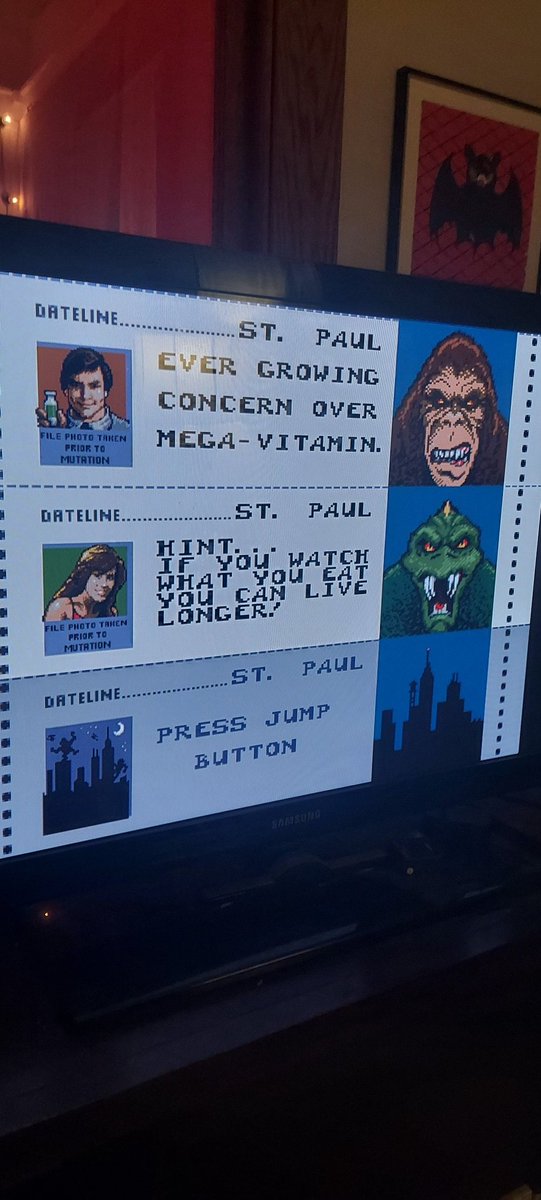 DATELINE....................ST. PAUL
EVER GROWING
CONCERN OVER
MEGA-VITAMIN.
FILE PHOTO TAKEN
PRIOR TO
MUTATION
DATELINE....................ST. PAUL
HINT...
IF YOU WATCH
WHAT YOU EAT
YOU CAN LIVE
LONGER!
FILE PHOTO TAKEN
PRIOR TO
MUTATION
DATELINE....................ST. PAUL
PRESS JUMP
BUTTON
SAMSUNG